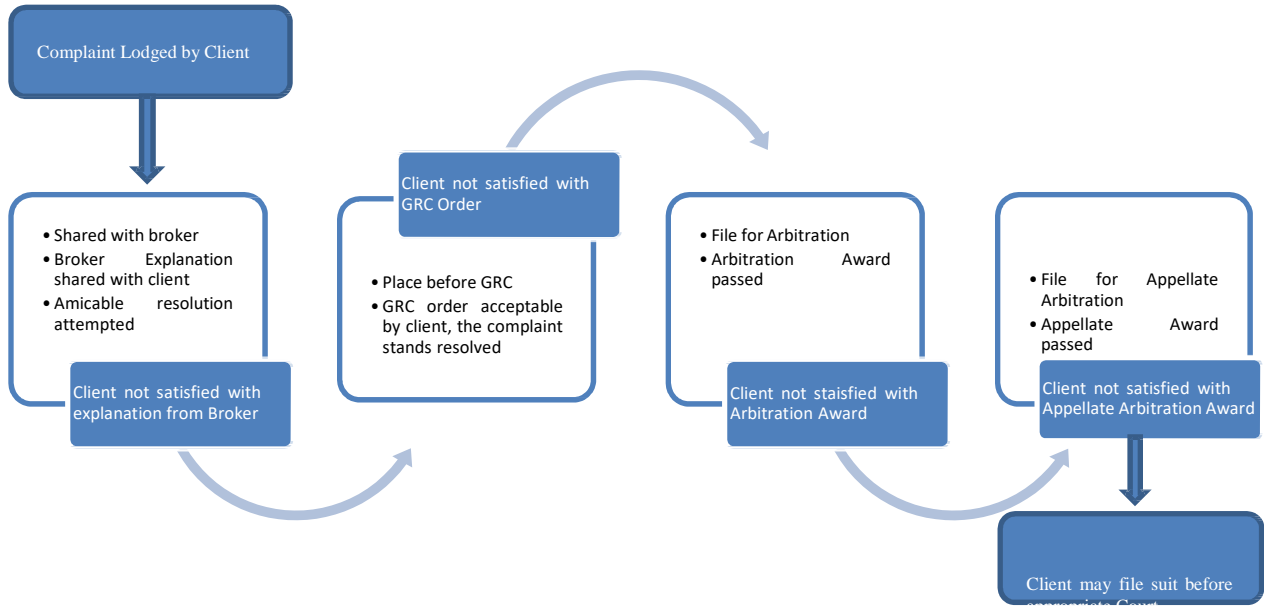 Complaint Lodged by Client
• Shared with broker
• Broker Explanation
shared with client
• Amicable resolution
attempted
Client not satisfied with
explanation from Broker
Client not satisfied with
GRC Order
• Place before GRC
• GRC order acceptable
by client, the complaint
stands resolved
• File for Arbitration
• Arbitration Award
passed
Client not staisfied with
Arbitration Award
• File for Appellate
Arbitration
• Appellate Award
passed
Client not satisfied with
Appellate Arbitration Award
Client may file suit before
appropriate Court